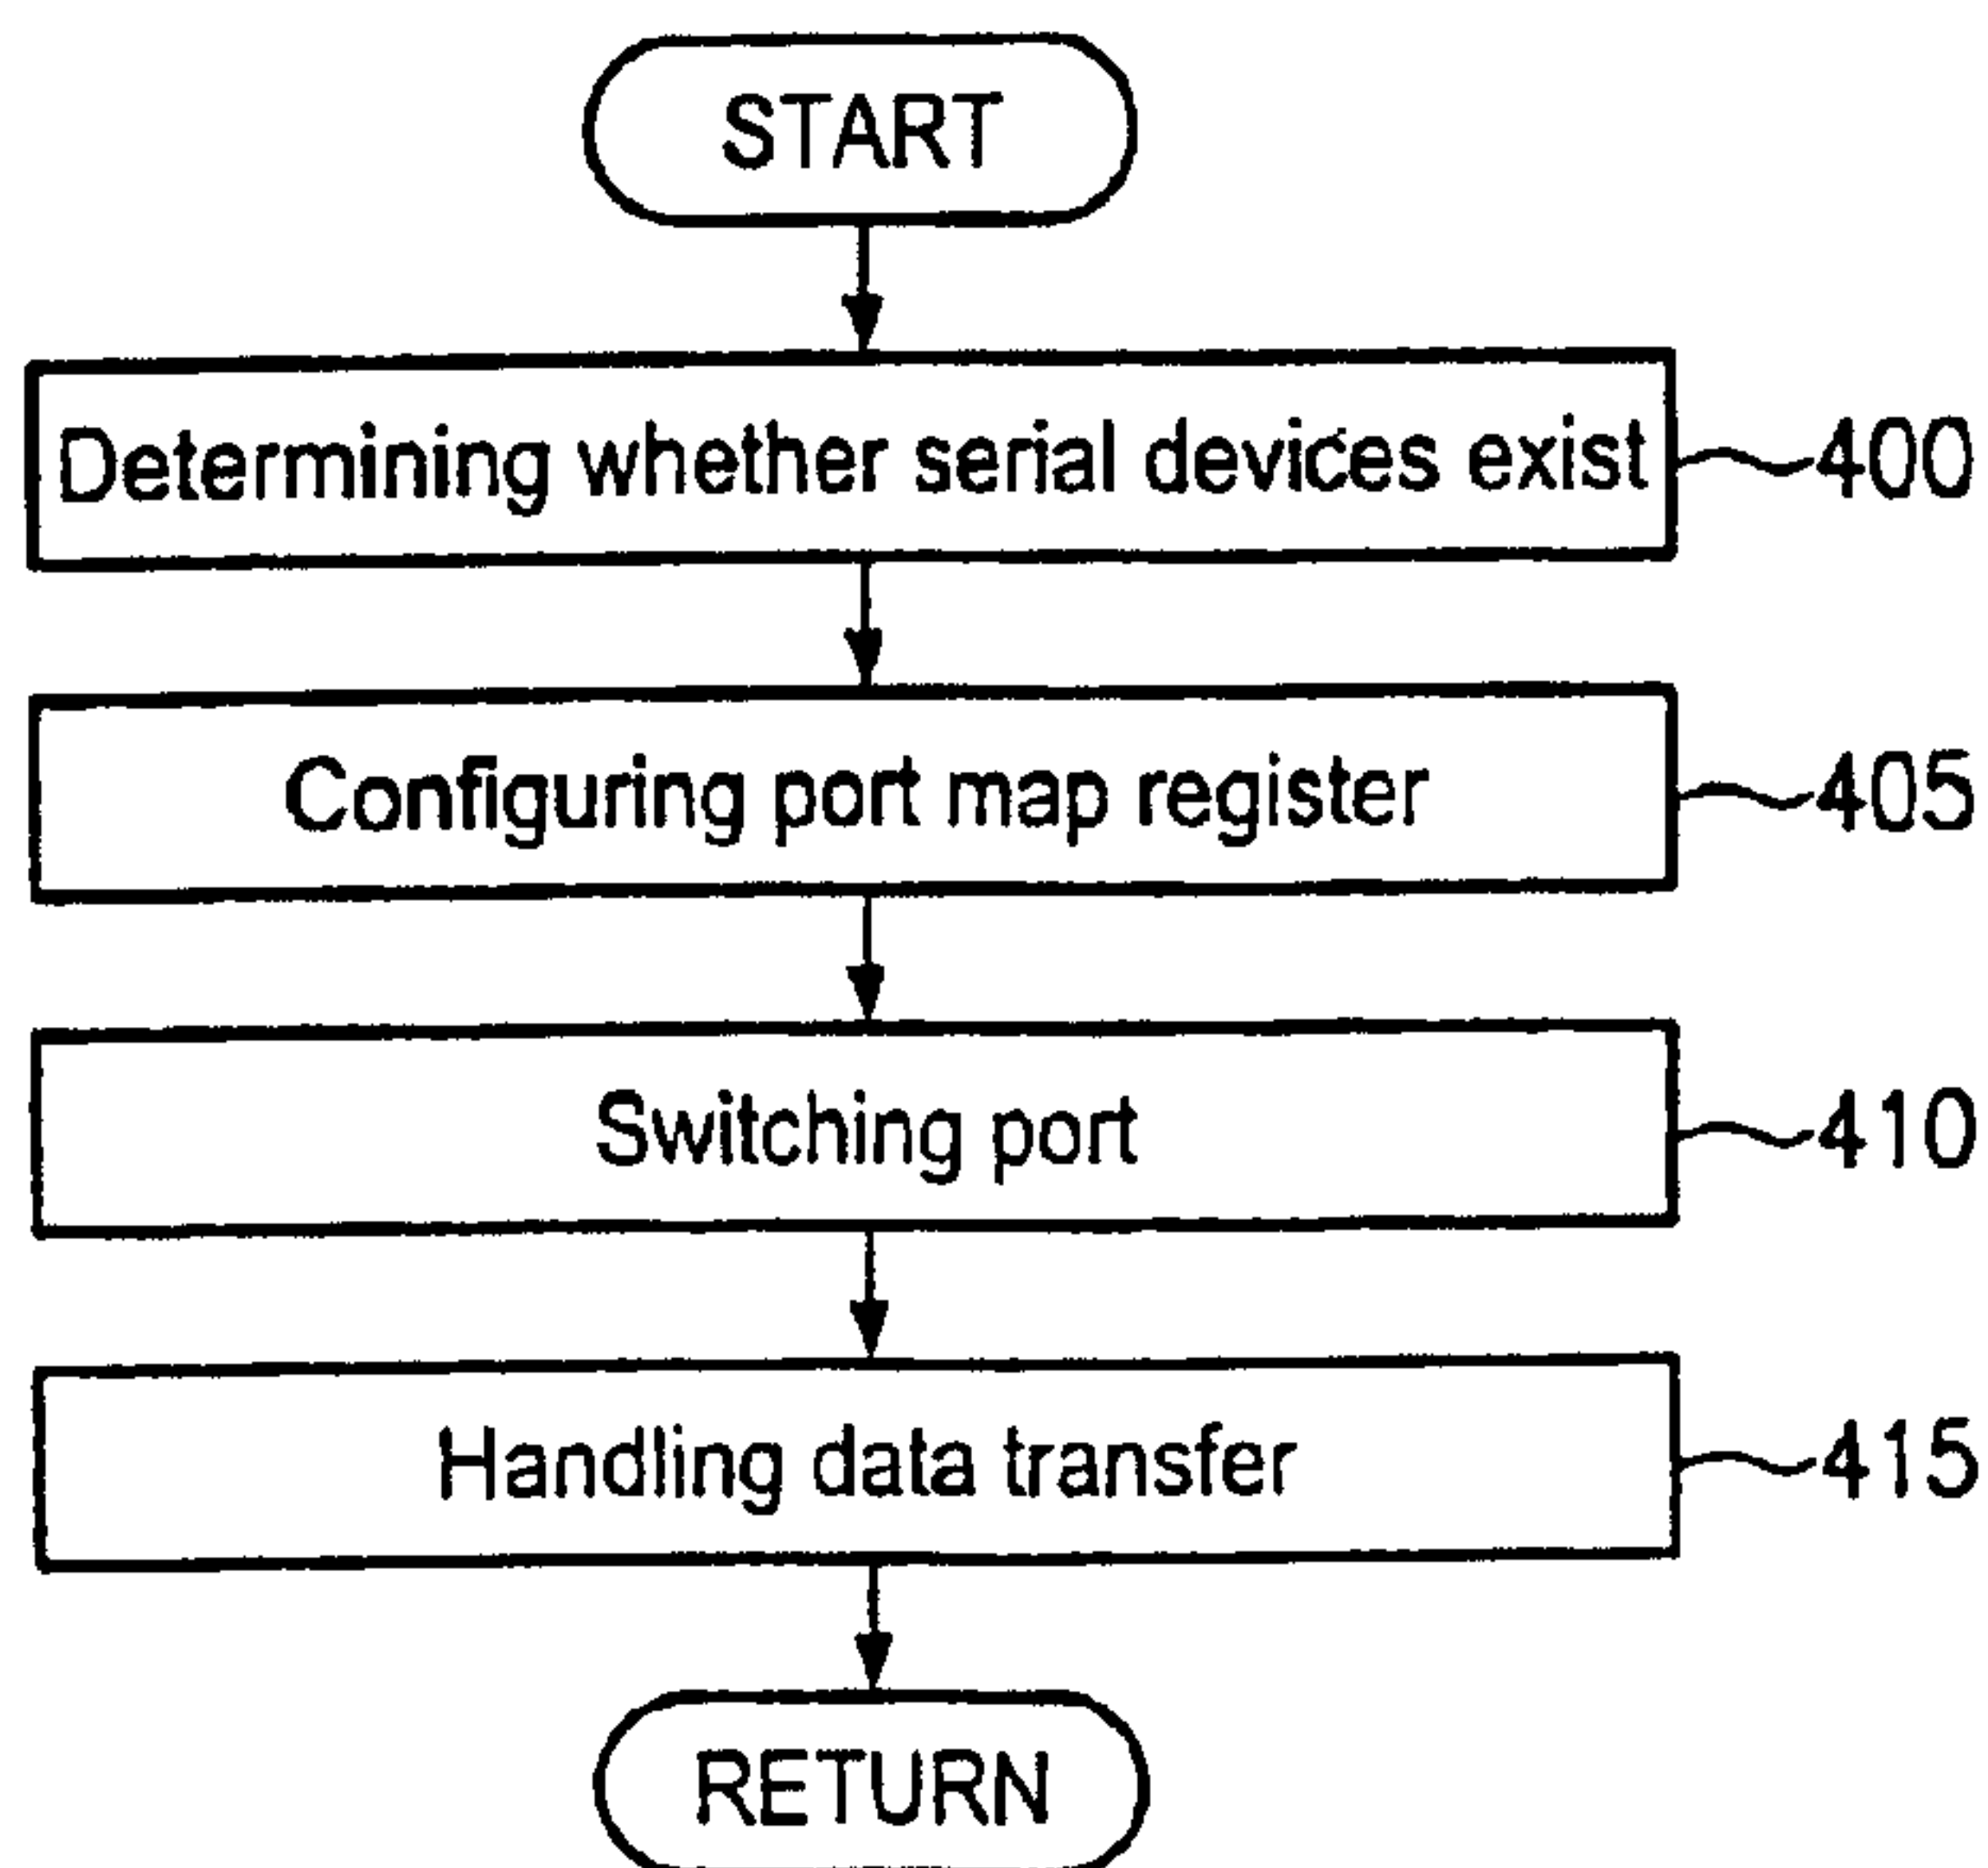 START
Determining whether serial devices exist
400
Configuring port map register
405
Switching port
410
Handling data transfer
415
RETURN